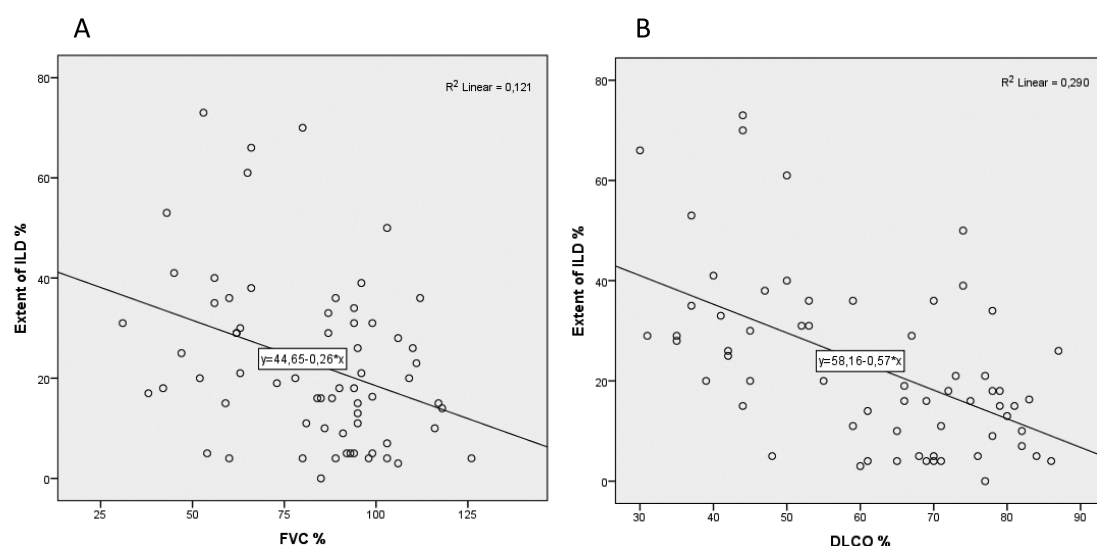 A
R² Linear = 0,121
80
60
40
20
0
Extent of ILD %
y=44,65-0,26*x
25 50 75 100 125
FVC %
B
R² Linear = 0,290
80
60
40
20
0
Extent of ILD %
y=58,16-0,57*x
30 40 50 60 70 80 90
DLCO %